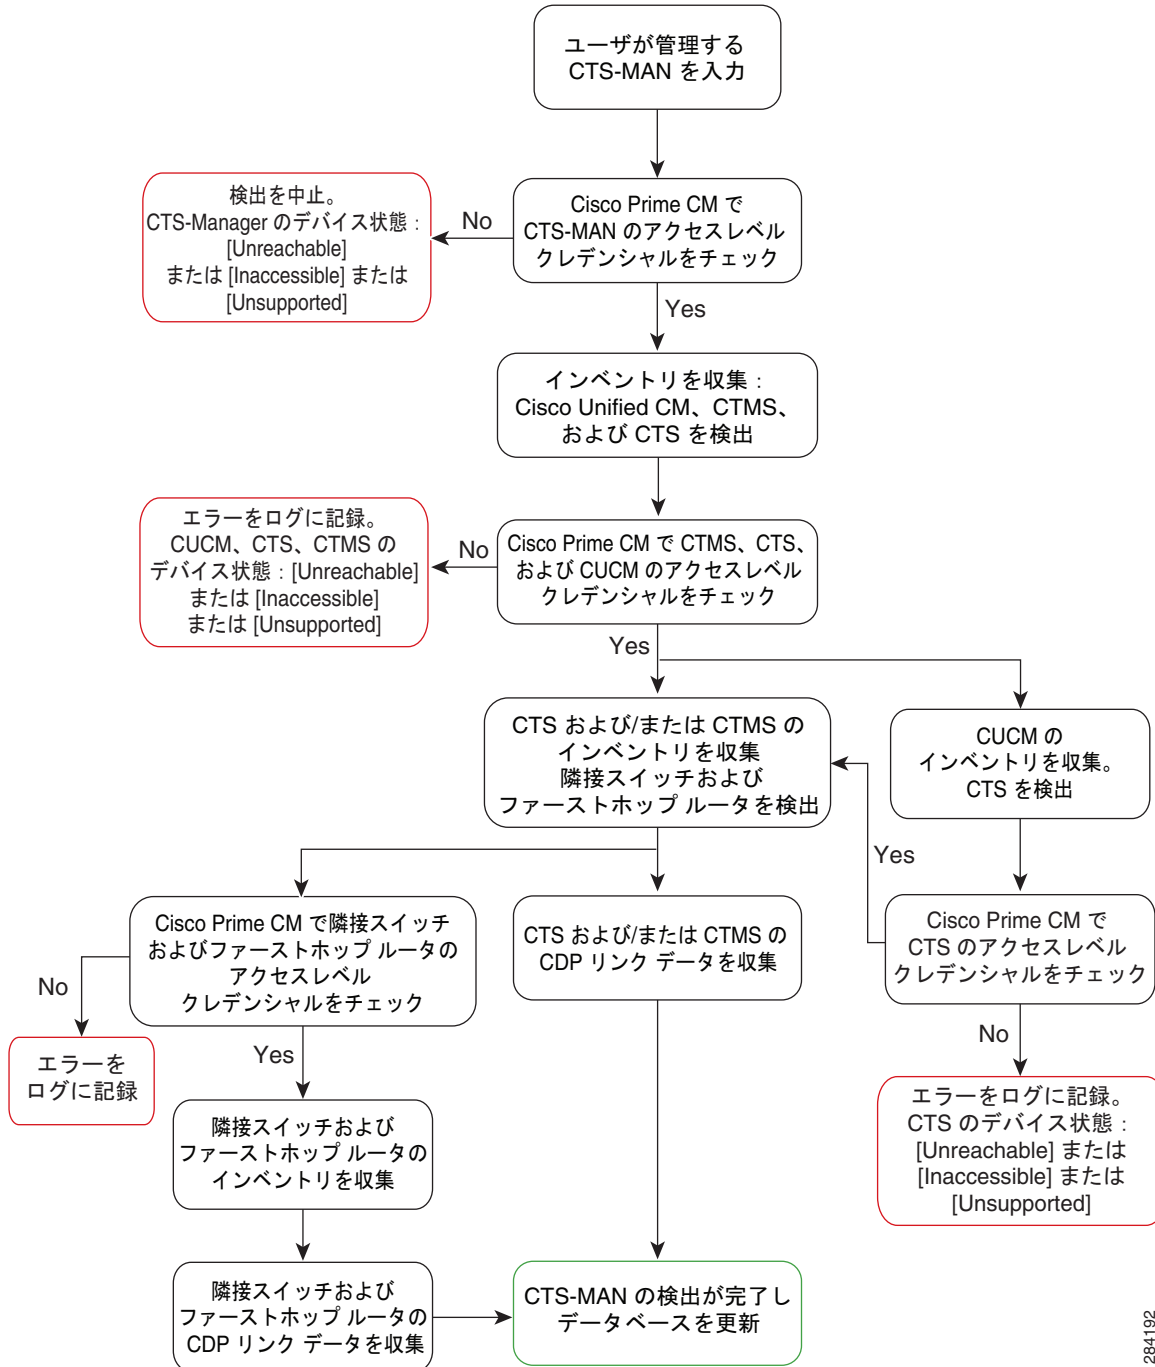 ユーザが管理する
CTS-MAN を入力
検出を中止。
CTS-Manager のデバイス状態：
[Unreachable]
または [Inaccessible] または
[Unsupported]
No
Cisco Prime CM で
CTS-MAN のアクセスレベル
クレデンシャルをチェック
Yes
インベントリを収集：
Cisco Unified CM、CTMS、
および CTS を検出
エラーをログに記録。
CUCM、CTS、CTMS の
デバイス状態：[Unreachable]
または [Inaccessible]
または [Unsupported]
No
Cisco Prime CM で CTMS、CTS、
および CUCM のアクセスレベル
クレデンシャルをチェック
Yes
CTS および/または CTMS の
インベントリを収集
隣接スイッチおよび
ファーストホップ ルータを検出
CUCM の
インベントリを収集。
CTS を検出
Yes
Cisco Prime CM で隣接スイッチ
およびファーストホップ ルータの
アクセスレベル
クレデンシャルをチェック
CTS および/または CTMS の
CDP リンク データを収集
Cisco Prime CM で
CTS のアクセスレベル
クレデンシャルをチェック
No
エラーを
ログに記録
Yes
No
隣接スイッチおよび
ファーストホップ ルータの
インベントリを収集
エラーをログに記録。
CTS のデバイス状態：
[Unreachable] または
[Inaccessible] または
[Unsupported]
隣接スイッチおよび
ファーストホップ ルータの
CDP リンク データを収集
CTS-MAN の検出が完了し
データベースを更新
284192